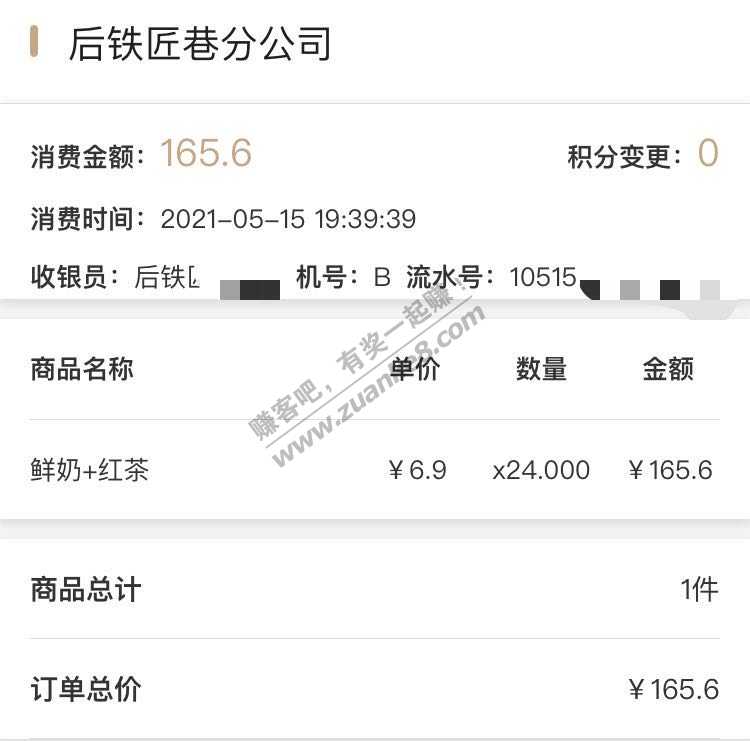 后铁匠巷分公司
消费金额：165.6 积分变更：0
消费时间：2021-05-15 19:39:39
收银员：后铁 机号：B 流水号：10515
赚客吧，有奖一起赚！
www.zuanke8.com
商品名称 单价 数量 金额
鲜奶+红茶 ￥6.9 x24.000 ￥165.6
商品总计 1件
订单总价 ￥165.6